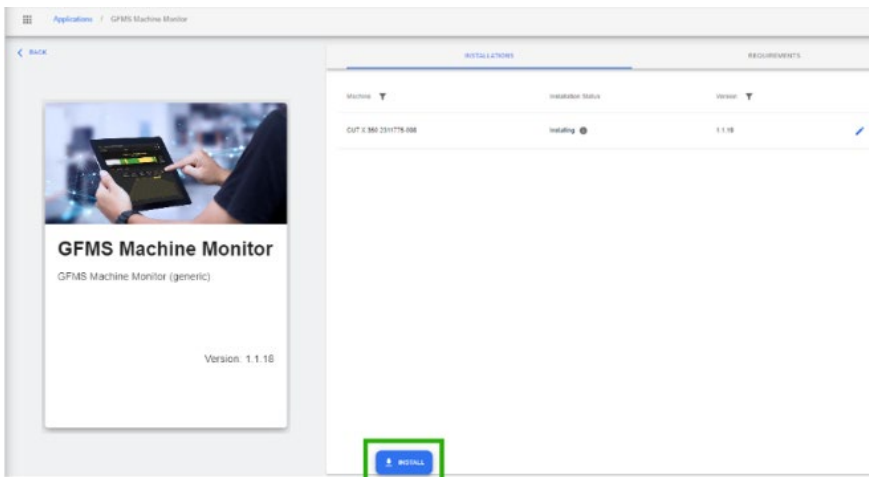 Applications / GFMS Machine Monitor
BACK
INSTALLATIONS
REQUIREMENTS
Machine
Installation Status
Version
Installing
1.1.18
GFMS Machine Monitor
GFMS Machine Monitor (generic)
Version: 1.1.18
INSTALL